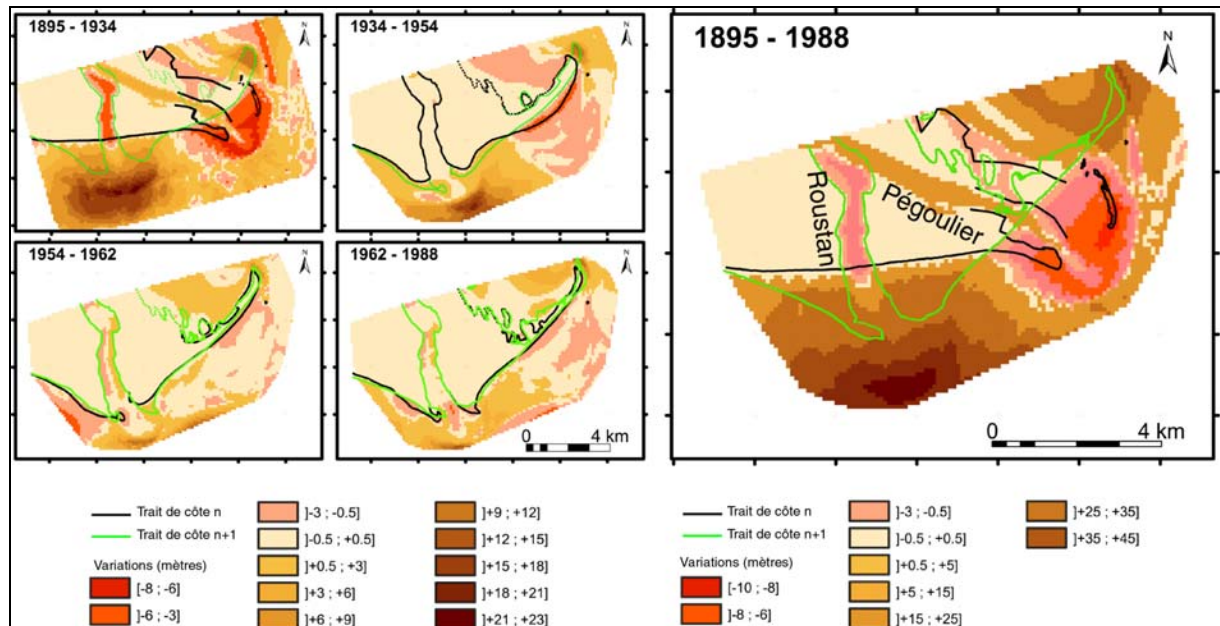 1895 - 1934
N
1934 - 1954
N
1954 - 1962
N
1962 - 1988
N
0 4 km
1895 - 1988
N
Roustan
Pégoulier
0 4 km
Trait de côte n
Trait de côte n+1
Variations (mètres)
[-8 ; -6]
]-6 ; -3]
]-3 ; -0.5]
]-0.5 ; +0.5]
]+0.5 ; +3]
]+3 ; +6]
]+6 ; +9]
]+9 ; +12]
]+12 ; +15]
]+15 ; +18]
]+18 ; +21]
]+21 ; +23]
Trait de côte n
Trait de côte n+1
Variations (mètres)
[-10 ; -8]
]-8 ; -6]
]-3 ; -0.5]
]-0.5 ; +0.5]
]+0.5 ; +5]
]+5 ; +15]
]+15 ; +25]
]+25 ; +35]
]+35 ; +45]